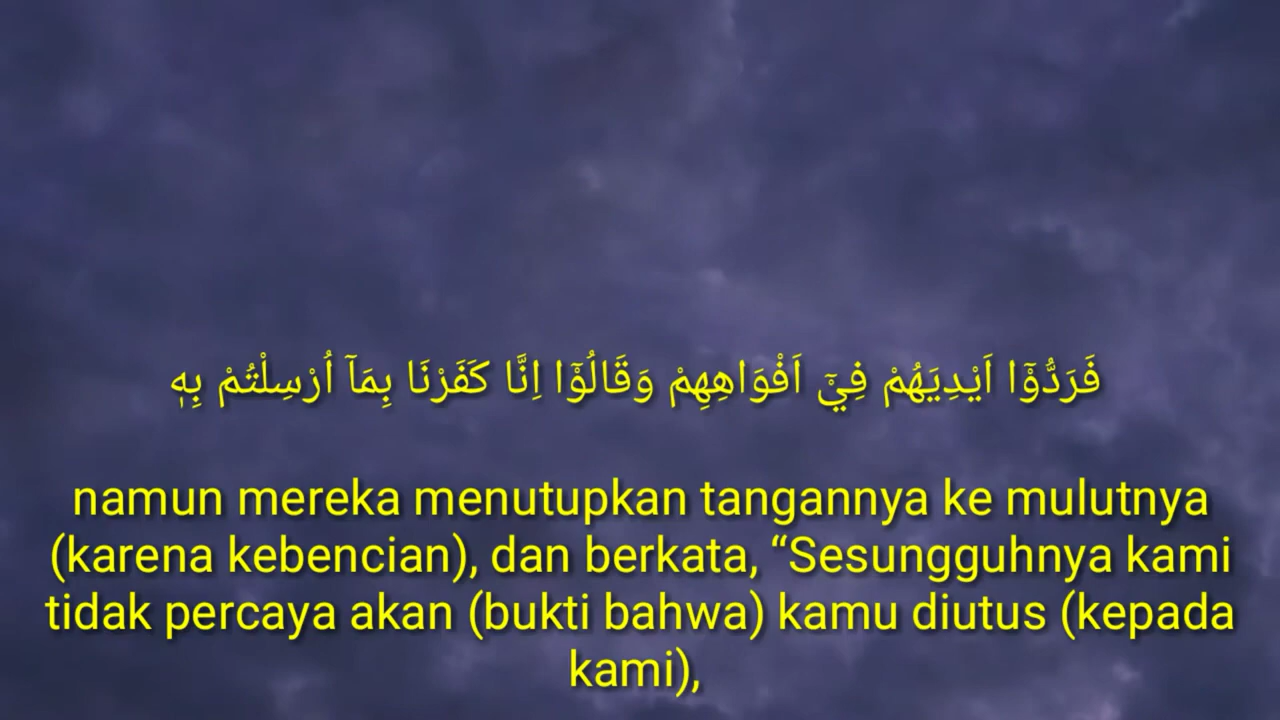 فَرَدُّوْٓا اَيْدِيَهُمْ فِيْٓ اَفْوَاهِهِمْ وَقَالُوْٓا اِنَّا كَفَرْنَا بِمَآ اُرْسِلْتُمْ بِهٖ
namun mereka menutupkan tangannya ke mulutnya
(karena kebencian), dan berkata, “Sesungguhnya kami
tidak percaya akan (bukti bahwa) kamu diutus (kepada
kami),